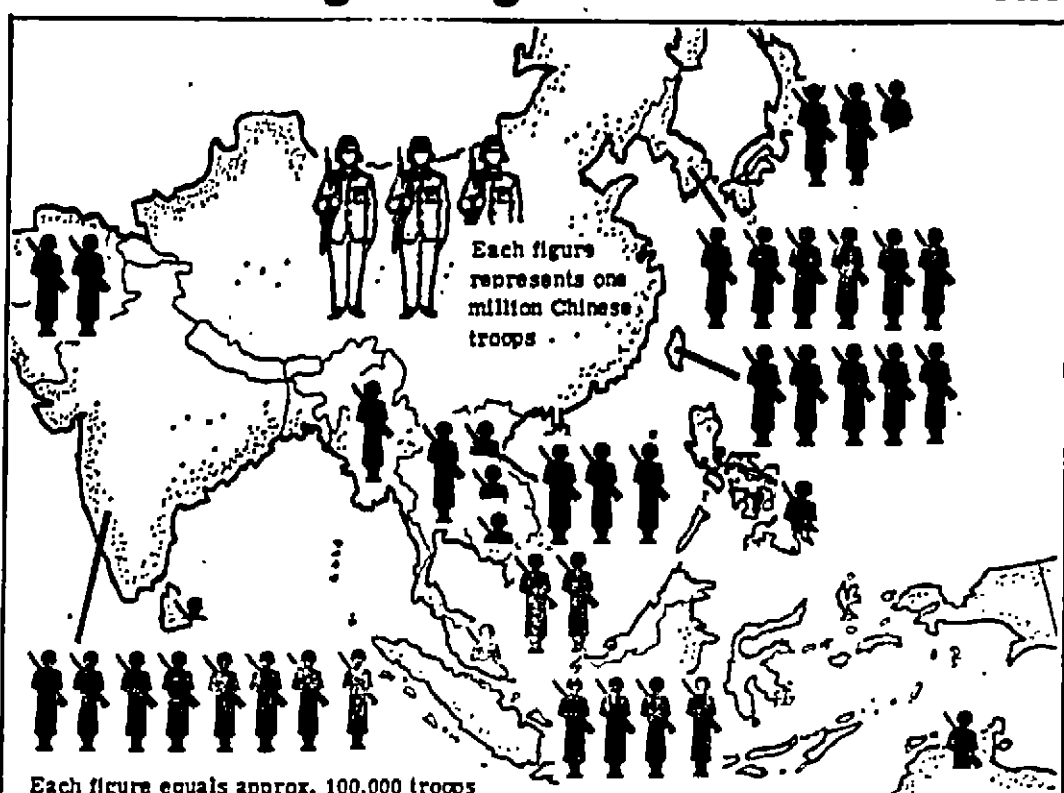 Each figure
represents one
million Chinese
troops
Each figure equals approx. 100,000 troops